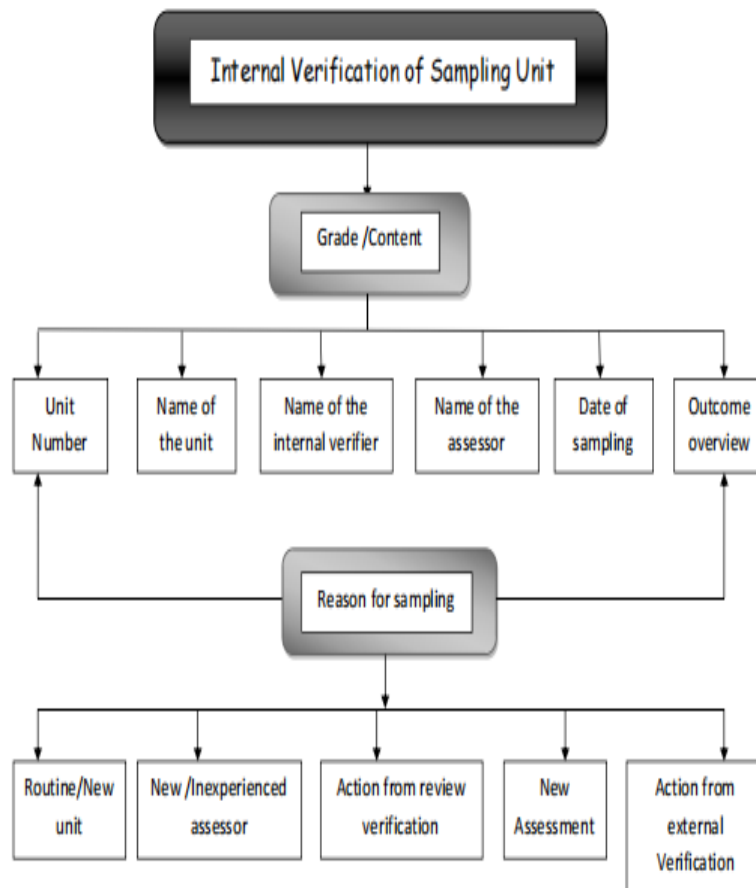 Internal Verification of Sampling Unit
Grade /Content
Unit
Number
Name of
the unit
Name of the
internal verifier
Name of the
assessor
Date of
sampling
Outcome
overview
Reason for sampling
Routine/New
unit
New /Inexperienced
assessor
Action from review
verification
New
Assessment
Action from
external
Verification